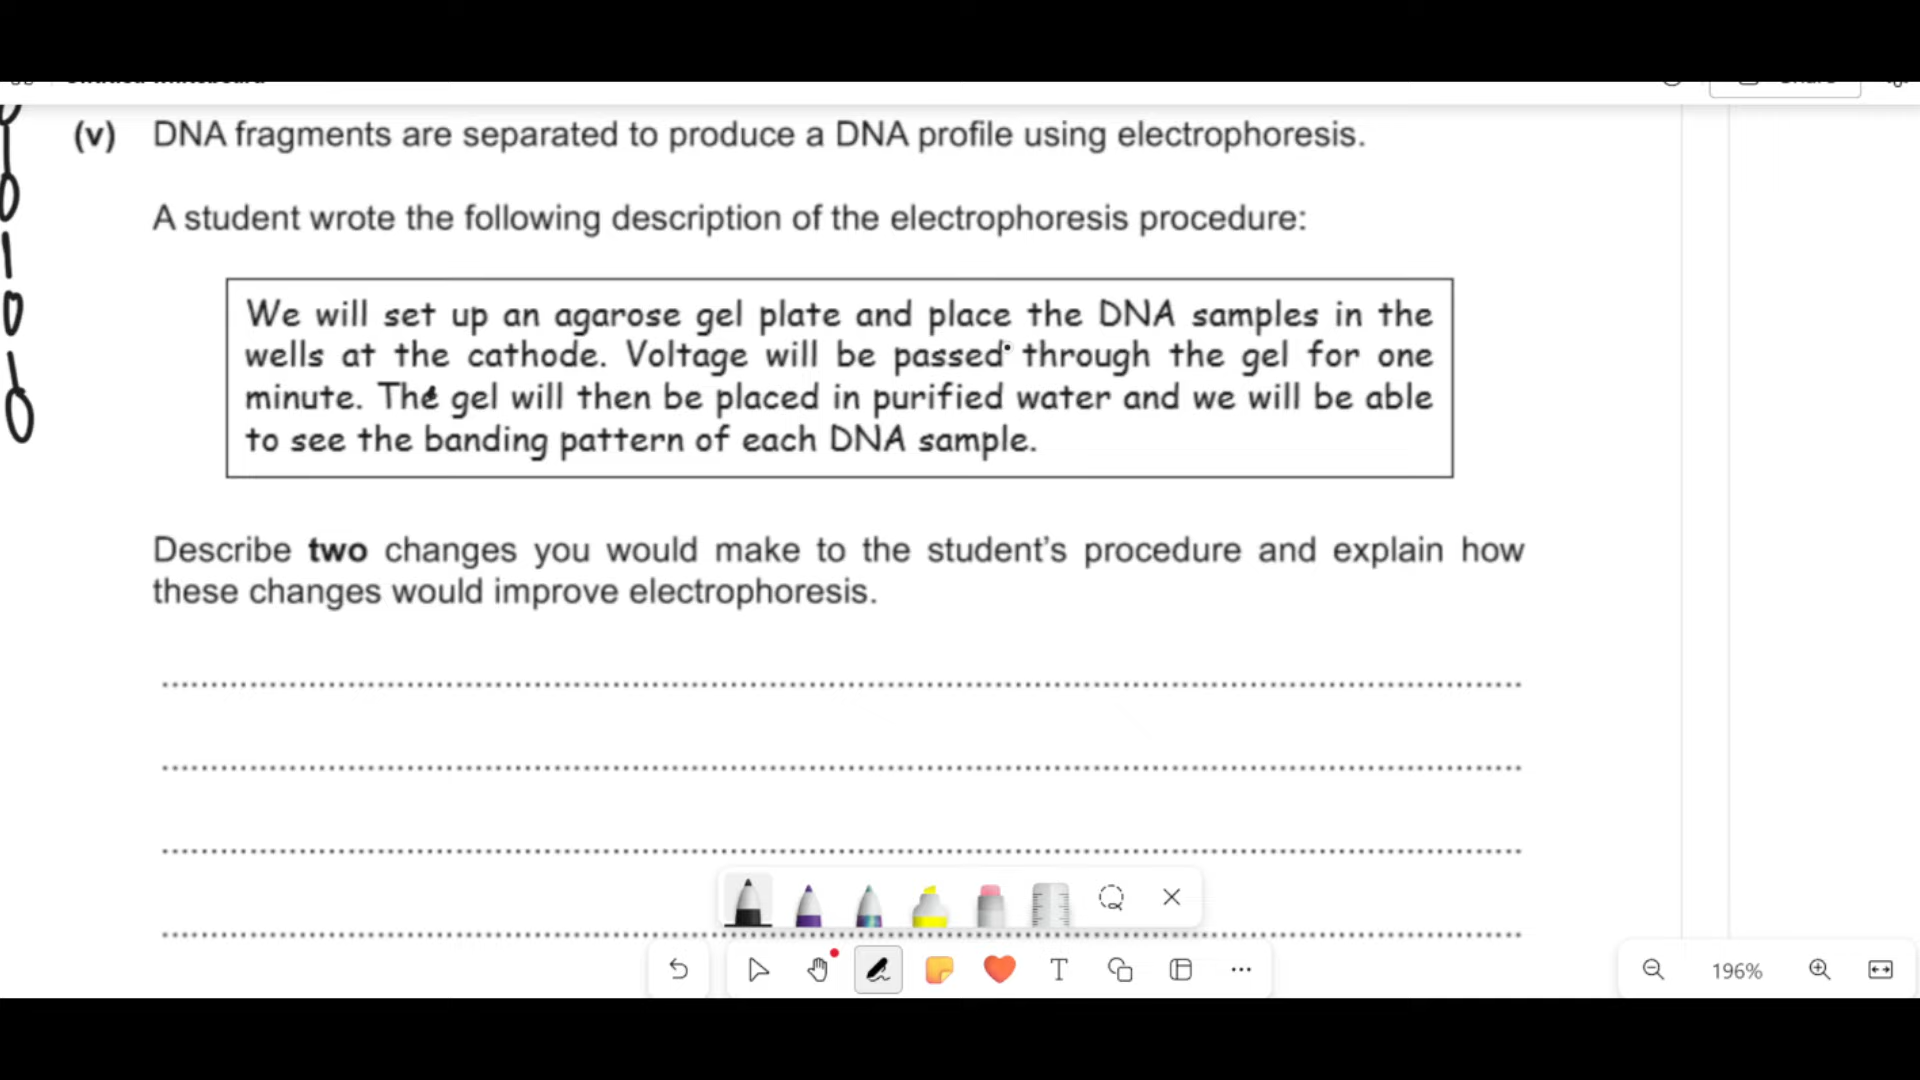 (v) DNA fragments are separated to produce a DNA profile using electrophoresis.
A student wrote the following description of the electrophoresis procedure:
We will set up an agarose gel plate and place the DNA samples in the
wells at the cathode. Voltage will be passed through the gel for one
minute. The gel will then be placed in purified water and we will be able
to see the banding pattern of each DNA sample.
Describe two changes you would make to the student's procedure and explain how
these changes would improve electrophoresis.
196%